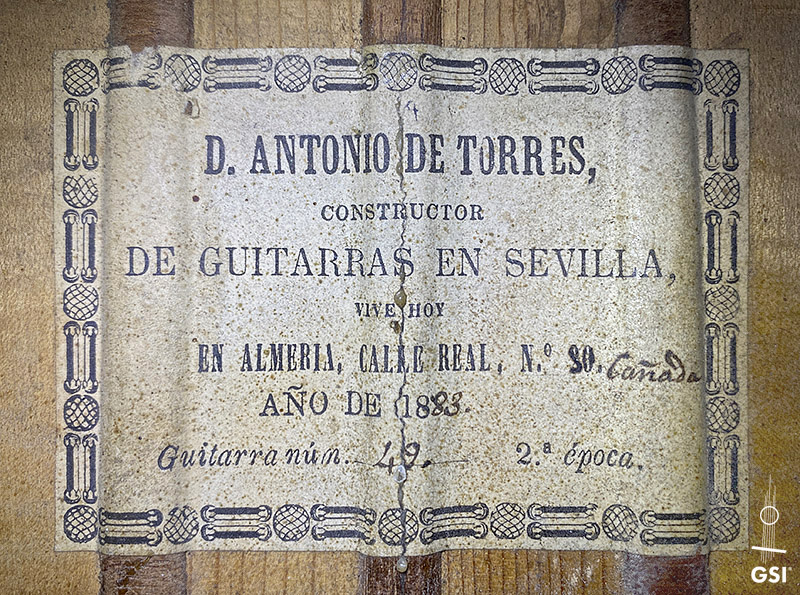 D. ANTONIO DE TORRES,
CONSTRUCTOR
DE GUITARRAS EN SEVILLA,
VIVE HOY
EN ALMERIA, CALLE REAL, N.º 80. Cañada
AÑO DE 1883.
Guitarra núm. 49. 2.ª época.
GSI